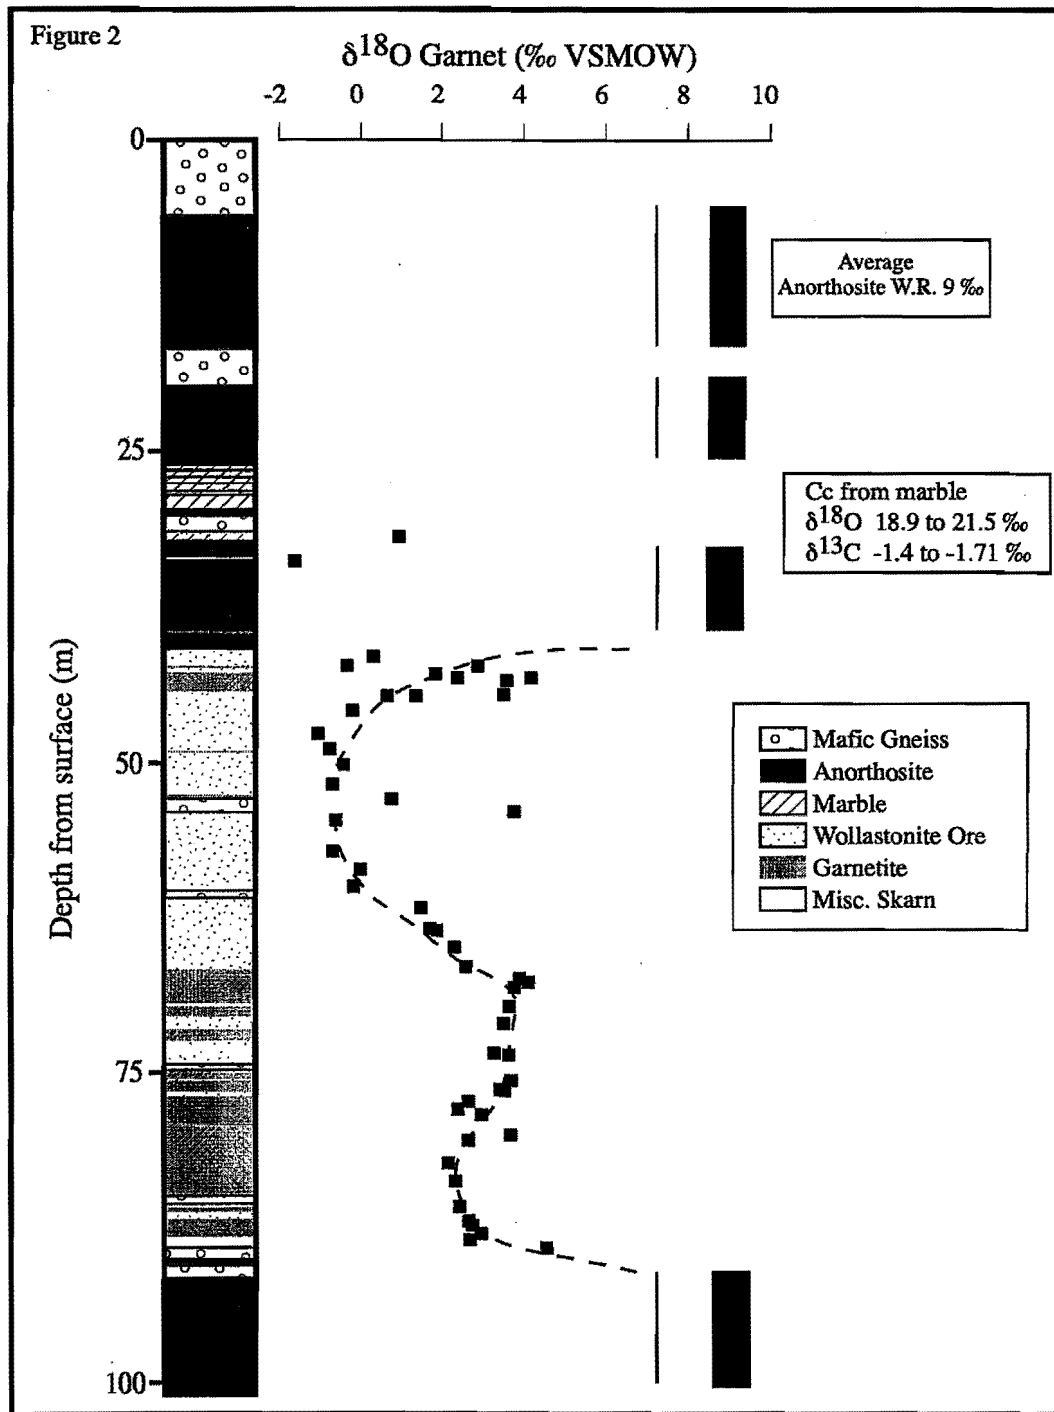 Figure 2
δ18O Garnet (‰ VSMOW)
-2 0 2 4 6 8 10
0
25
50
75
100
Depth from surface (m)
Average
Anorthosite W.R. 9 ‰
Cc from marble
δ18O 18.9 to 21.5 ‰
δ13C -1.4 to -1.71 ‰
Mafic Gneiss
Anorthosite
Marble
Wollastonite Ore
Garnetite
Misc. Skarn